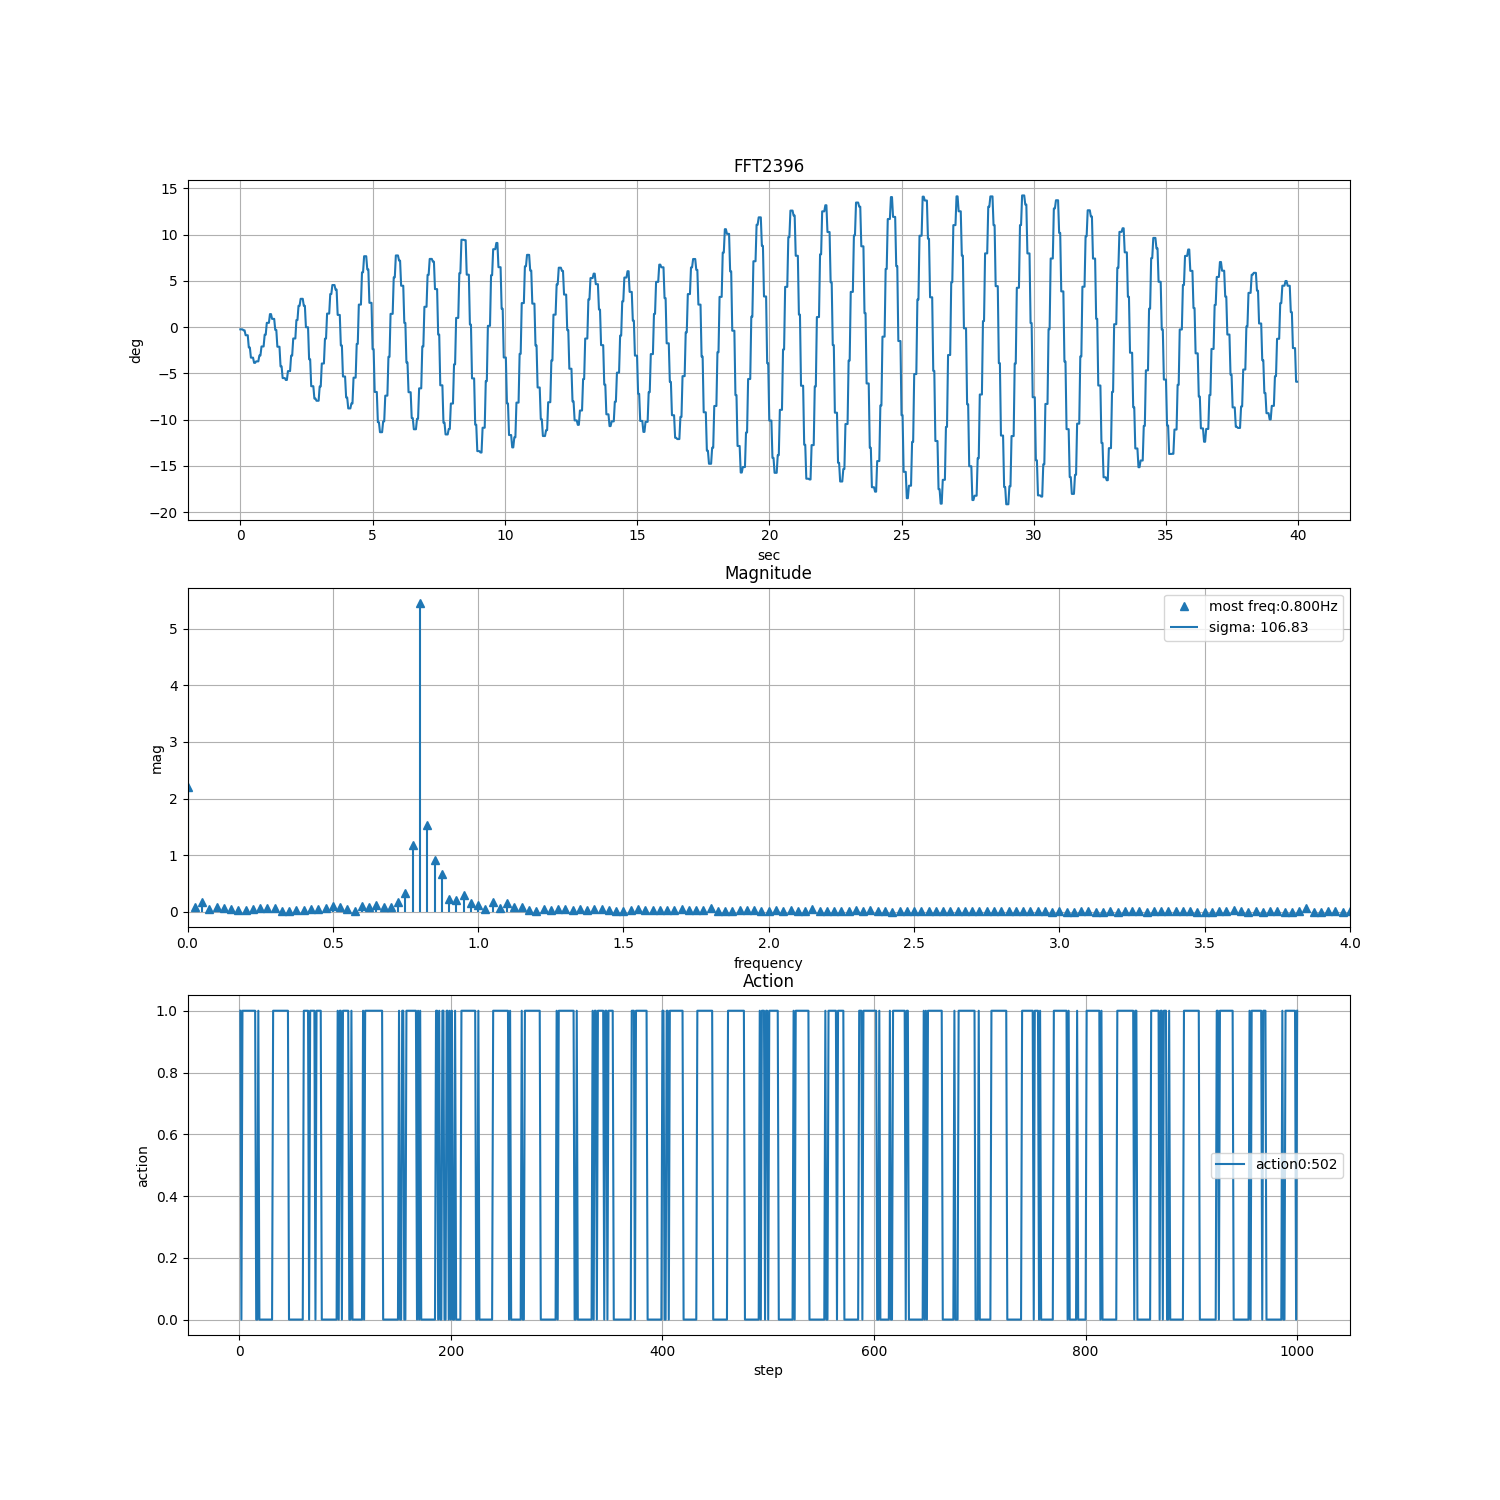 FFT2396
15
10
5
0
−5
−10
−15
−20
deg
0 5 10 15 20 25 30 35 40
sec
Magnitude
most freq:0.800Hz
sigma: 106.83
5
4
3
2
1
0
mag
0.0 0.5 1.0 1.5 2.0 2.5 3.0 3.5 4.0
frequency
Action
1.0
0.8
0.6
0.4
0.2
0.0
action
action0:502
0 200 400 600 800 1000
step